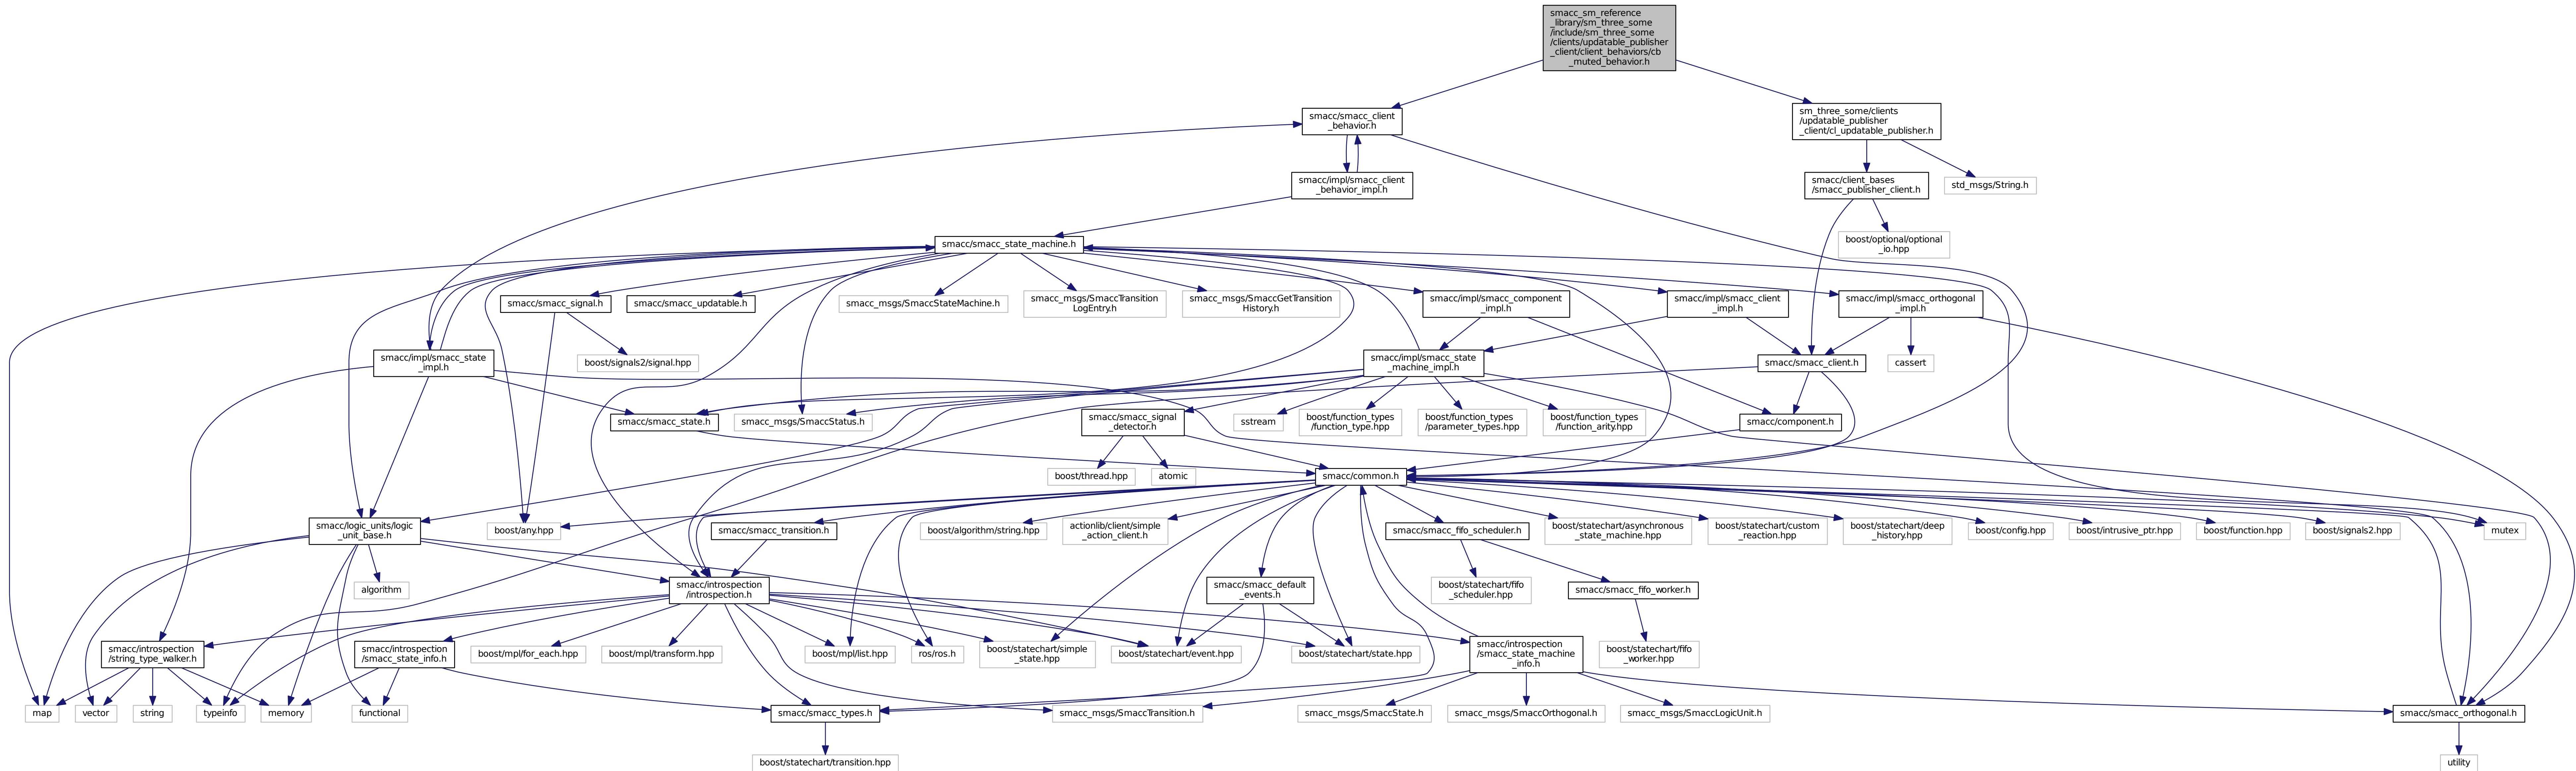 smacc_sm_reference
_library/sm_three_some
/include/sm_three_some
/clients/updatable_publisher
_client/client_behaviors/cb
_muted_behavior.h
smacc/smacc_client
_behavior.h
sm_three_some/clients
/updatable_publisher
_client/cl_updatable_publisher.h
smacc/impl/smacc_client
_behavior_impl.h
smacc/client_bases
/smacc_publisher_client.h
std_msgs/String.h
smacc/smacc_state_machine.h
boost/optional/optional
_io.hpp
smacc/smacc_signal.h
smacc/smacc_updatable.h
smacc_msgs/SmaccStateMachine.h
smacc_msgs/SmaccTransition
LogEntry.h
smacc_msgs/SmaccGetTransition
History.h
smacc/impl/smacc_component
_impl.h
smacc/impl/smacc_client
_impl.h
smacc/impl/smacc_orthogonal
_impl.h
smacc/impl/smacc_state
_impl.h
boost/signals2/signal.hpp
smacc/impl/smacc_state
_machine_impl.h
smacc/smacc_client.h
cassert
smacc/smacc_state.h
smacc_msgs/SmaccStatus.h
smacc/smacc_signal
_detector.h
sstream
boost/function_types
/function_type.hpp
boost/function_types
/parameter_types.hpp
boost/function_types
/function_arity.hpp
smacc/component.h
boost/thread.hpp
atomic
smacc/common.h
smacc/logic_units/logic
_unit_base.h
boost/any.hpp
smacc/smacc_transition.h
boost/algorithm/string.hpp
actionlib/client/simple
_action_client.h
smacc/smacc_fifo_scheduler.h
boost/statechart/asynchronous
_state_machine.hpp
boost/statechart/custom
_reaction.hpp
boost/statechart/deep
_history.hpp
boost/config.hpp
boost/intrusive_ptr.hpp
boost/function.hpp
boost/signals2.hpp
mutex
algorithm
smacc/introspection
/introspection.h
smacc/smacc_default
_events.h
boost/statechart/fifo
_scheduler.hpp
smacc/smacc_fifo_worker.h
smacc/introspection
/string_type_walker.h
smacc/introspection
/smacc_state_info.h
boost/mpl/for_each.hpp
boost/mpl/transform.hpp
boost/mpl/list.hpp
ros/ros.h
boost/statechart/simple
_state.hpp
boost/statechart/event.hpp
boost/statechart/state.hpp
smacc/introspection
/smacc_state_machine
_info.h
boost/statechart/fifo
_worker.hpp
map
vector
string
typeinfo
memory
functional
smacc/smacc_types.h
smacc_msgs/SmaccTransition.h
smacc_msgs/SmaccState.h
smacc_msgs/SmaccOrthogonal.h
smacc_msgs/SmaccLogicUnit.h
smacc/smacc_orthogonal.h
boost/statechart/transition.hpp
utility